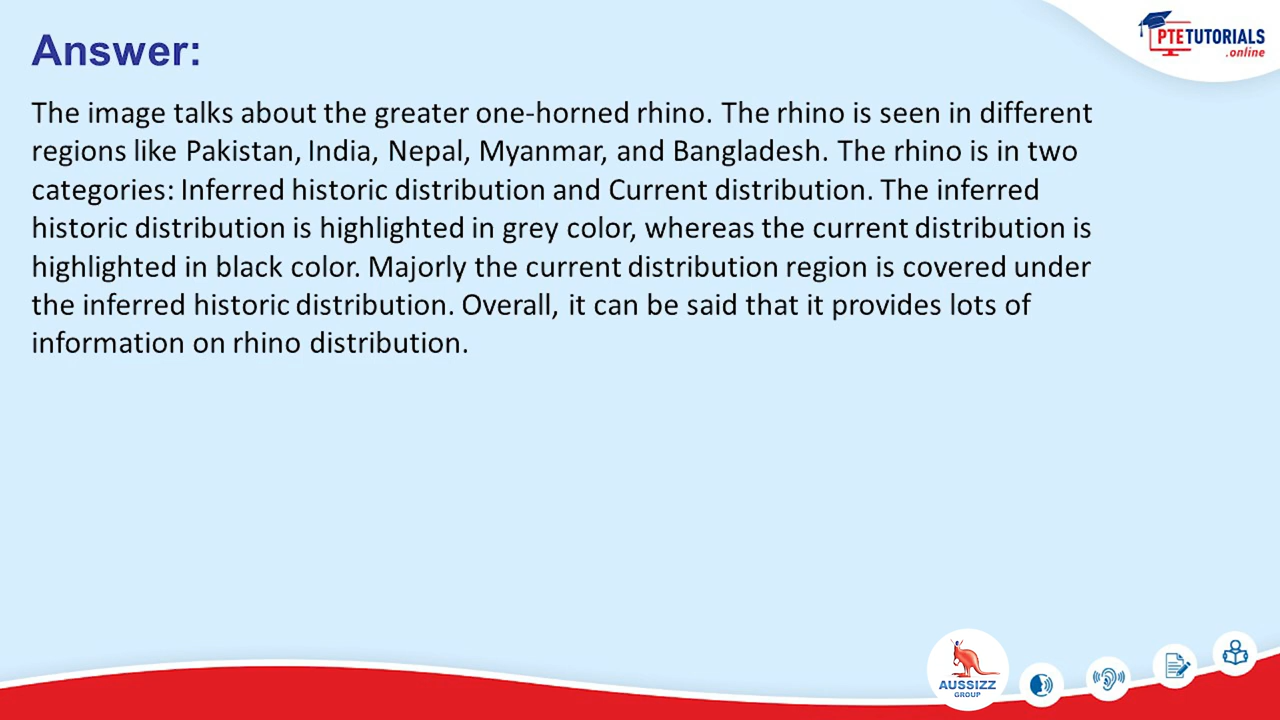 PTETUTORIALS
.online
Answer:
The image talks about the greater one-horned rhino. The rhino is seen in different
regions like Pakistan, India, Nepal, Myanmar, and Bangladesh. The rhino is in two
categories: Inferred historic distribution and Current distribution. The inferred
historic distribution is highlighted in grey color, whereas the current distribution is
highlighted in black color. Majorly the current distribution region is covered under
the inferred historic distribution. Overall, it can be said that it provides lots of
information on rhino distribution.
AUSSIZZ
GROUP